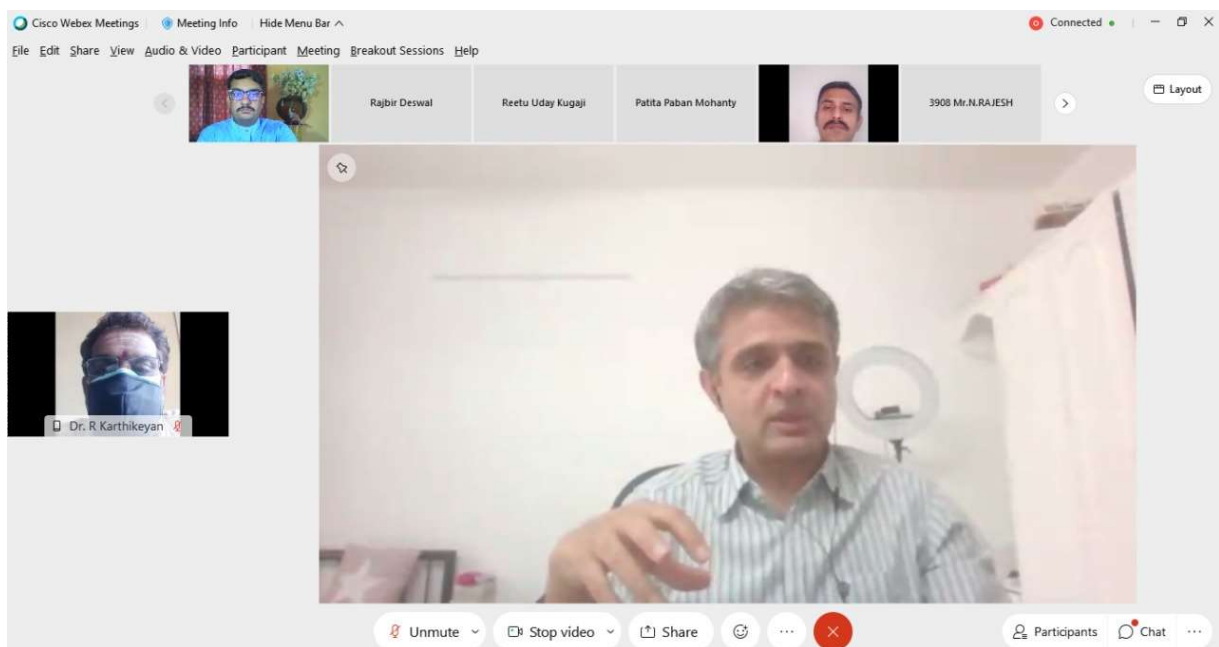 Cisco Webex Meetings Meeting Info Hide Menu Bar Connected
File Edit Share View Audio & Video Participant Meeting Breakout Sessions Help
Rajbir Deswal Reetu Uday Kugaji Patita Paban Mohanty 3908 Mr.N.RAJESH
Layout
Dr. R Karthikeyan
Unmute Stop video Share Participants Chat